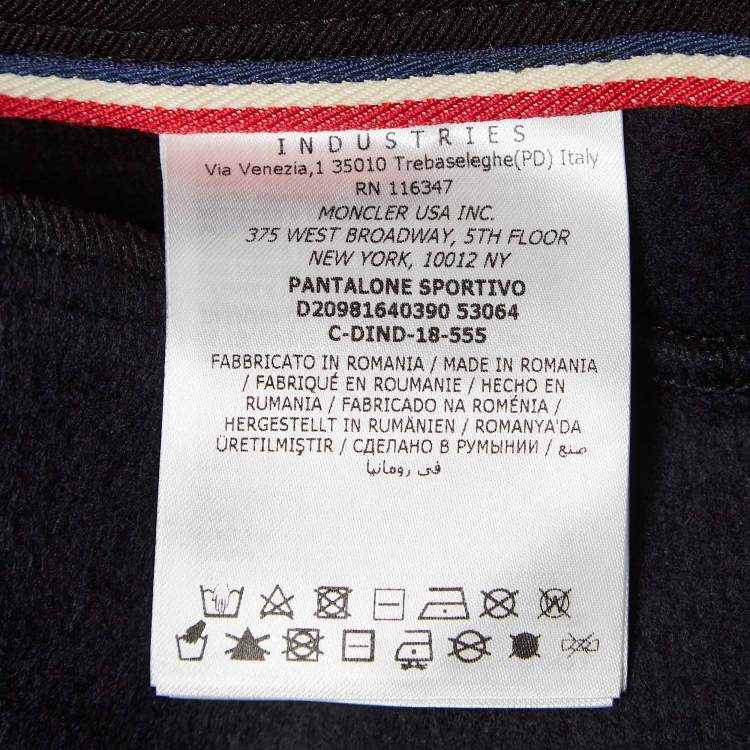 INDUSTRIES
Via Venezia,1 35010 Trebaseleghe(PD) Italy
RN 116347
MONCLER USA INC.
375 WEST BROADWAY, 5TH FLOOR
NEW YORK, 10012 NY
PANTALONE SPORTIVO
D20981640390 53064
C-DIND-18-555
FABBRICATO IN ROMANIA / MADE IN ROMANIA
/ FABRIQUÉ EN ROUMANIE / HECHO EN
RUMANIA / FABRICADO NA ROMÉNIA /
HERGESTELLT IN RUMÄNIEN / ROMANYA'DA
ÜRETILMIŞTIR / СДЕЛАНО В РУМЫНИИ / صنع
في رومانيا